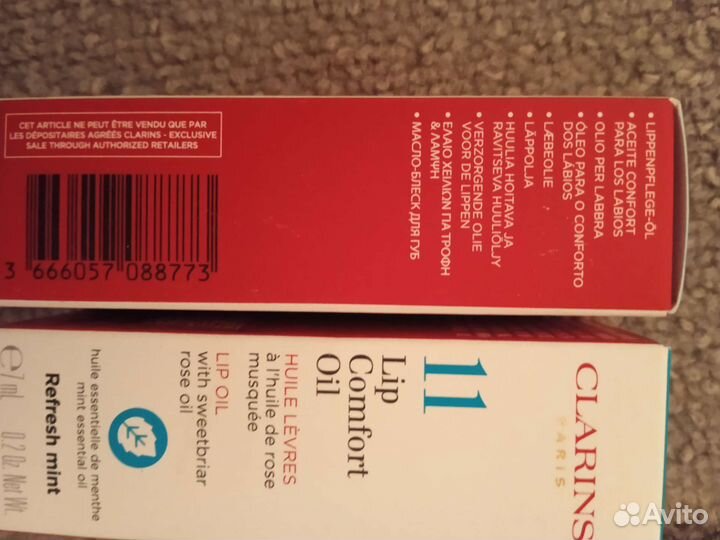 CET ARTICLE NE PEUT ÊTRE VENDU QUE PAR
LES DÉPOSITAIRES AGRÉÉS CLARINS - EXCLUSIVE
SALE THROUGH AUTHORIZED RETAILERS
3 666057 088773
• LIPPENPFLEGE-ÖL
• ACEITE CONFORT
PARA LOS LABIOS
• OLIO PER LABBRA
• ÓLEO PARA O CONFORTO
DOS LÁBIOS
• LÆBEOLIE
• LÄPPOLJA
• HUULIA HOITAVA JA
RAVITSEVA HUULIÖLJY
• VERZORGENDE OLIE
VOOR DE LIPPEN
• ΕΛΑΙΟ ΧΕΙΛΙΩΝ ΓΙΑ ΤΡΟΦΗ
& ΛΑΜΨΗ
• МАСЛО-БЛЕСК ДЛЯ ГУБ
CLARINS
PARIS
11
Lip
Comfort
Oil
HUILE LÈVRES
à l'huile de rose
musquée
LIP OIL
with sweetbriar
rose oil
huile essentielle de menthe
mint essential oil
Refresh mint
℮ 7 mL 0.2 Oz. Net Wt.
Avito